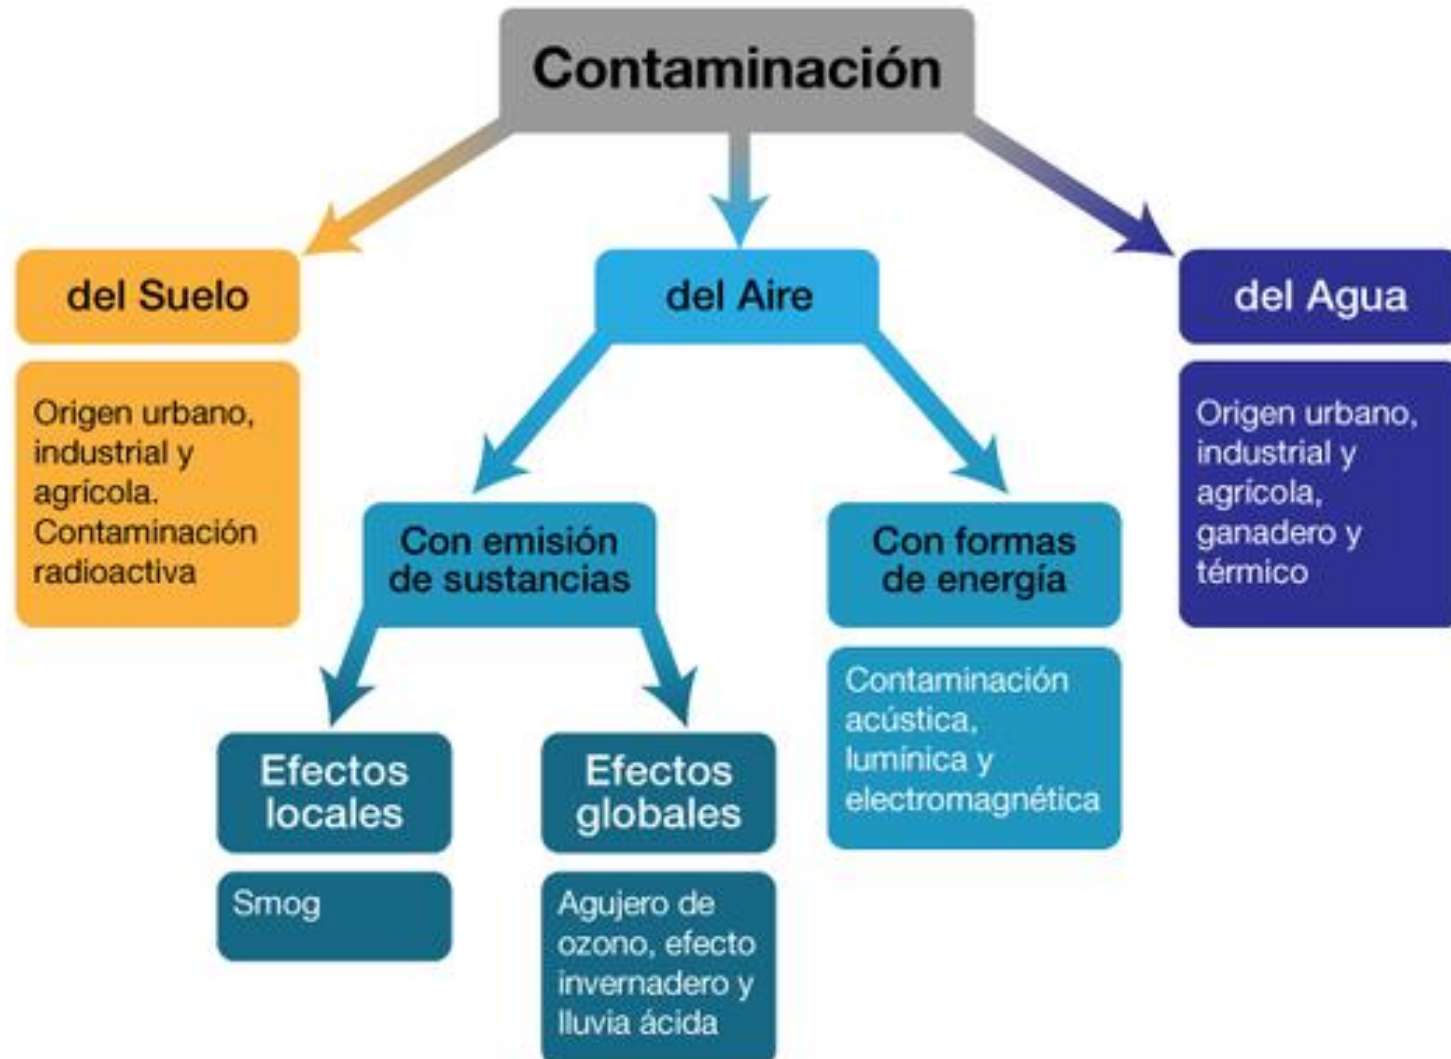 Contaminación
del Suelo
Origen urbano,
industrial y
agrícola.
Contaminación
radioactiva
del Aire
Con emisión
de sustancias
Efectos
locales
Smog
Efectos
globales
Agujero de
ozono, efecto
invernadero y
lluvia ácida
Con formas
de energía
Contaminación
acústica,
lumínica y
electromagnética
del Agua
Origen urbano,
industrial y
agrícola,
ganadero y
térmico